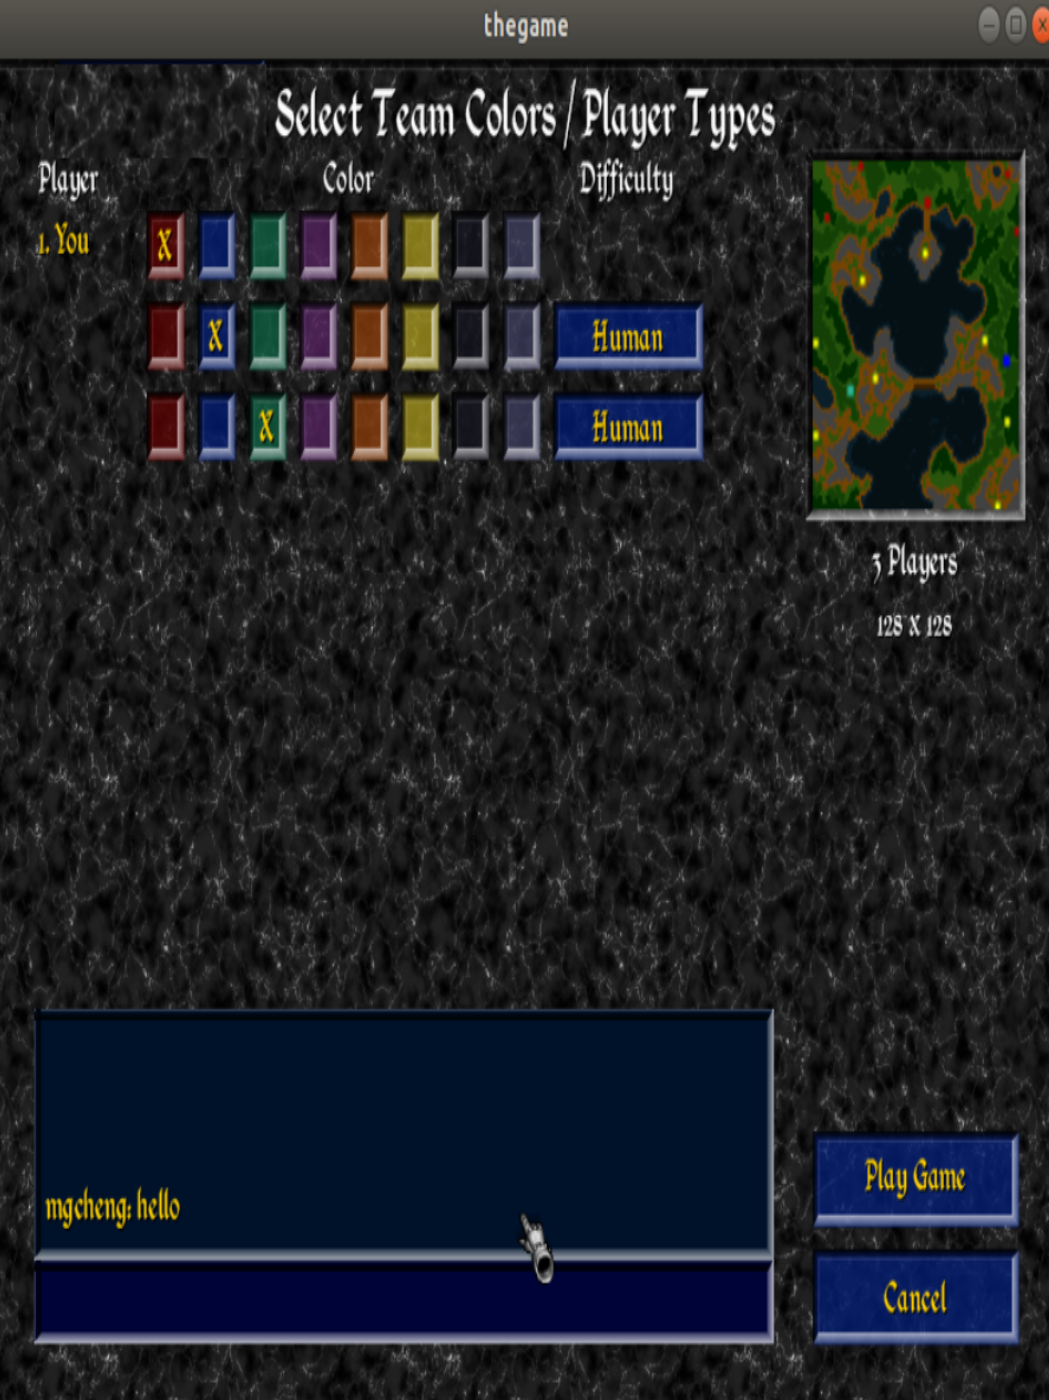 thegame
Select Team Colors / Player Types
Player Color Difficulty
1. You X
X Human
X Human
3 Players
128 x 128
mgcheng: hello
Play Game
Cancel